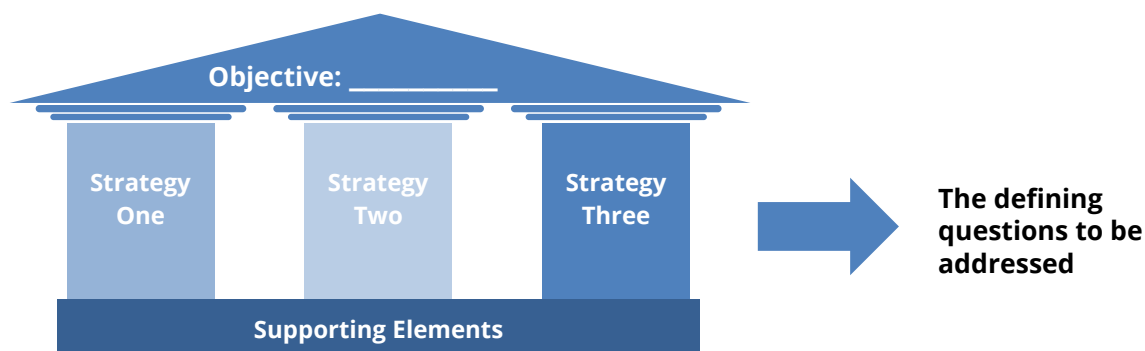 Objective: ___________
Strategy
One
Strategy
Two
Strategy
Three
The defining
questions to be
addressed
Supporting Elements